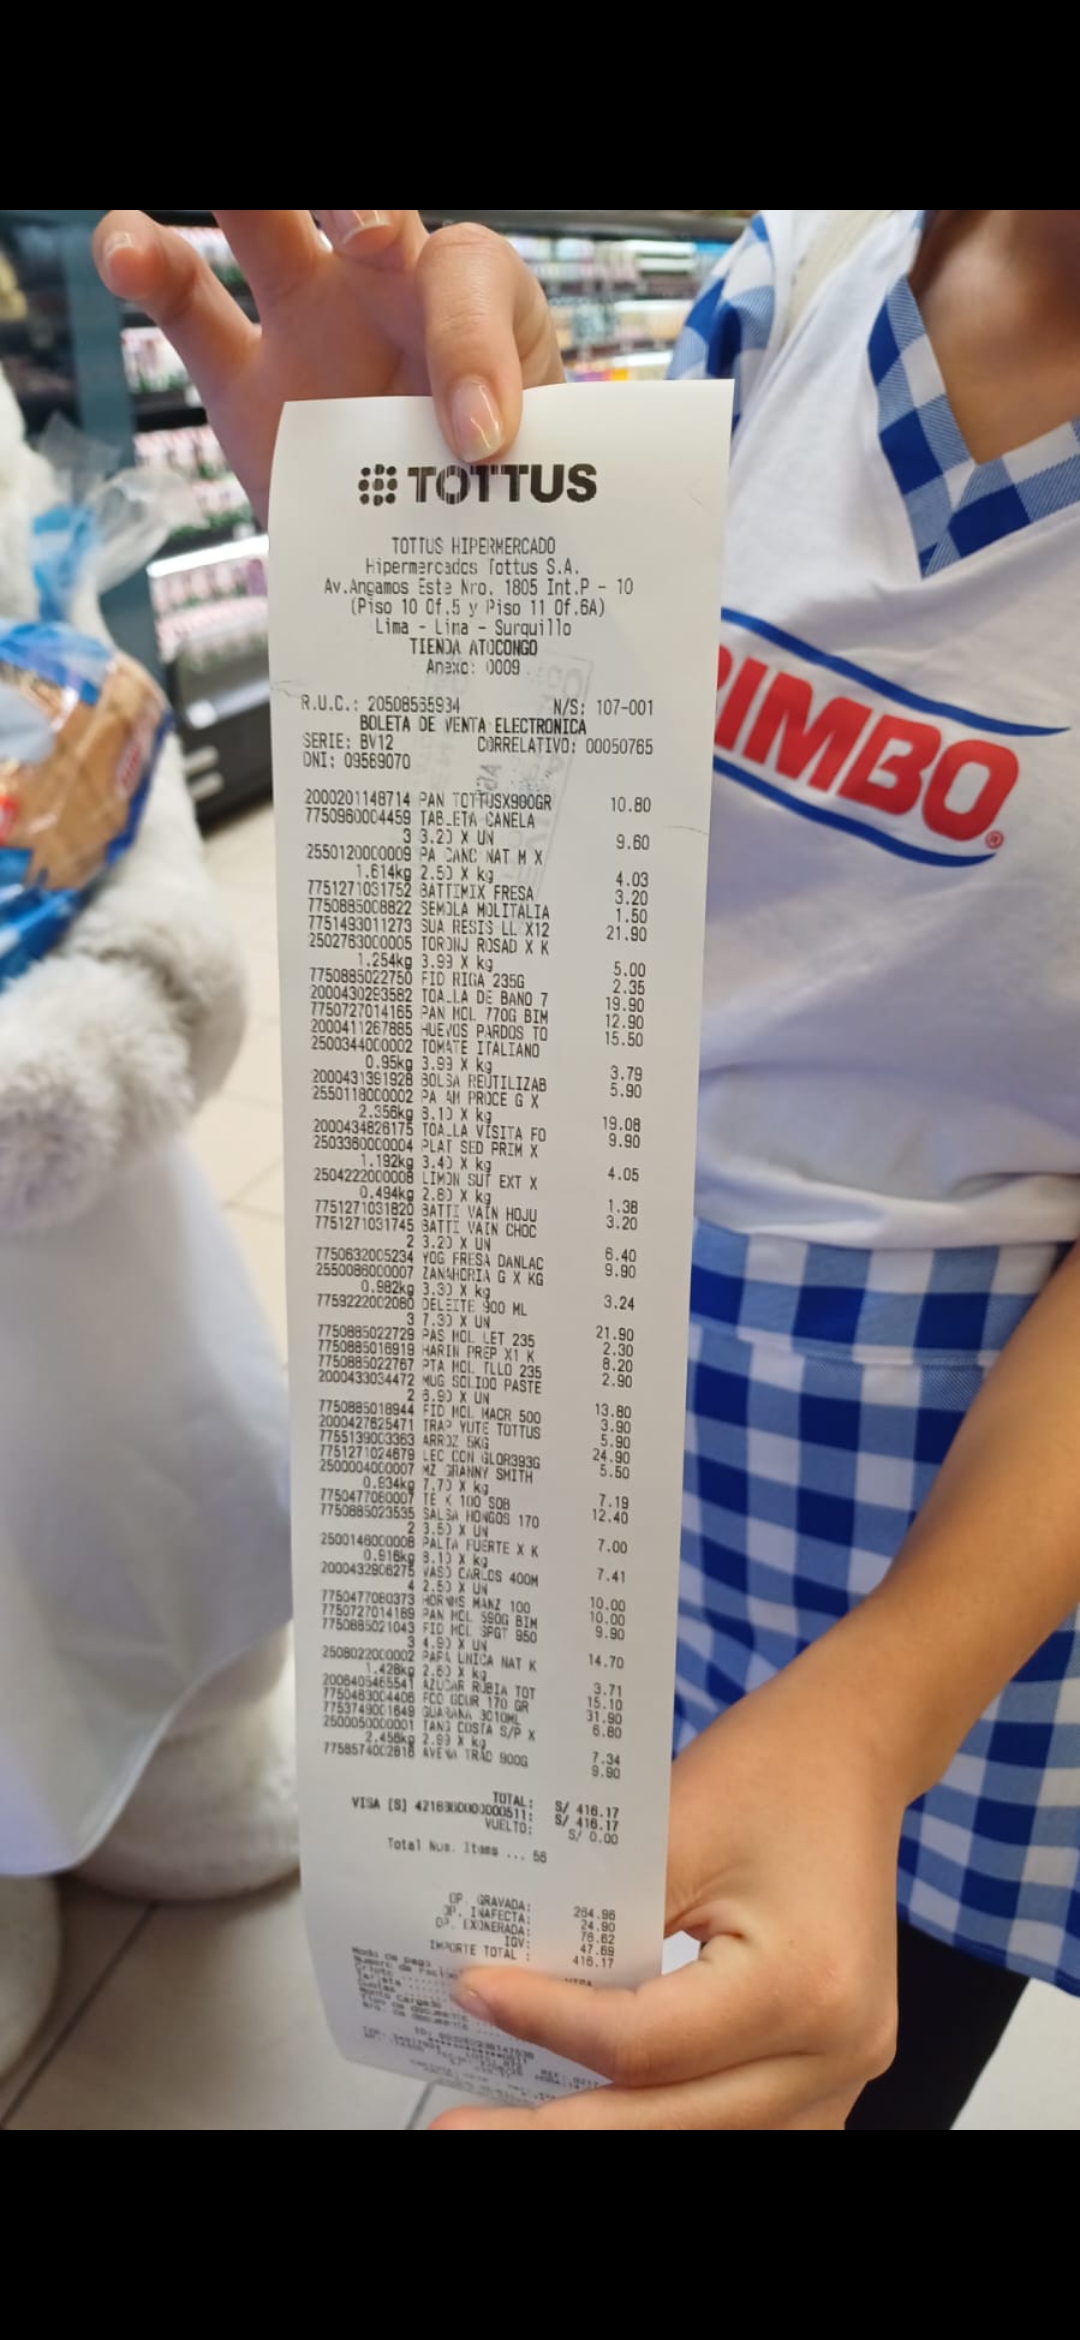 TOTTUS
TOTTUS HIPERMERCADO
Hipermercados Tottus S.A.
Av.Angamos Este Nro. 1805 Int.P - 10
(Piso 10 Of.5 y Piso 11 Of.6A)
Lima - Lima - Surquillo
TIENDA ATOCONGO
Anexo: 0009
R.U.C.: 20508565934 N/S: 107-001
BOLETA DE VENTA ELECTRONICA
SERIE: BV12 CORRELATIVO: 00050765
DNI: 09569070
2000201148714 PAN TOTTUSX900GR 10.80
7750960004459 TABLETA CANELA
3 3.20 X UN 9.60
2550120000009 PA CANC NAT M X
1.614kg 2.50 X kg 4.03
7751271031752 BATTIMIX FRESA 3.20
7750885008822 SEMOLA MOLITALIA 1.50
7751493011273 SUA RESIS LL X12 21.90
2502763000005 TORONJ ROSAD X K
1.254kg 3.99 X kg 5.00
7750885022750 FID RIGA 235G 2.35
2000430293582 TOALLA DE BANO 7 19.90
7750727014165 PAN MOL 770G BIM 12.90
2000411267885 HUEVOS PARDOS TO 15.50
2500344000002 TOMATE ITALIANO
0.95kg 3.99 X kg 3.79
2000431391928 BOLSA REUTILIZAB 5.90
2550118000002 PA AM PROCE G X
2.356kg 8.10 X kg 19.08
2000434826175 TOALLA VISITA FO 9.90
2503360000004 PLAT SED PRIM X
1.192kg 3.40 X kg 4.05
2504222000008 LIMON SUT EXT X
0.494kg 2.80 X kg 1.38
7751271031820 BATTI VAIN HOJU 3.20
7751271031745 BATTI VAIN CHOC
2 3.20 X UN 6.40
7750632005234 YOG FRESA DANLAC 9.90
2550086000007 ZANAHORIA G X KG
0.982kg 3.30 X kg 3.24
7759222002080 DELEITE 900 ML
3 7.30 X UN 21.90
7750885022729 PAS MOL LET 235 2.30
7750885016919 HARIN PREP X1 K 8.20
7750885022767 PTA MOL TLLO 235 2.90
2000433034472 MUG SOLIDO PASTE
2 6.90 X UN 13.80
7750885018944 FID MOL MACR 500 3.90
2000427625471 TRAP YUTE TOTTUS 5.90
7755139003363 ARROZ 5KG 24.90
7751271024679 LEC CON GLOR393G 5.50
2500004000007 MZ GRANNY SMITH
0.934kg 7.70 X kg 7.19
7750477060007 TE X 100 SOB 12.40
7750885023535 SALSA HONGOS 170
2 3.50 X UN 7.00
2500146000008 PALTA FUERTE X K
0.916kg 8.10 X kg 7.41
2000432906275 VASO CARLOS 400M
4 2.50 X UN 10.00
7750477060373 HORNMS MANZ 100 10.00
7750727014189 PAN MOL 590G BIM 9.90
7750885021043 FID MOL SPGT 950
3 4.90 X UN 14.70
2508022000002 PAPA UNICA NAT K
1.428kg 2.60 X kg 3.71
2006405465541 AZUCAR RUBIA TOT 15.10
7750463004406 FCO GOUR 170 GR 31.90
7753749001649 GUARANA 3010ML 6.80
2500050000001 TANG COSTA S/P X
2.456kg 2.99 X kg 7.34
7758574002818 AVENA TRAD 900G 9.90
TOTAL: S/ 416.17
VISA [S] S/ 416.17
VUELTO: S/ 0.00
Total Num. Items ... 56
OP. GRAVADA: 264.96
OP. INAFECTA: 24.90
OP. EXONERADA: 78.62
IGV: 47.69
IMPORTE TOTAL : 416.17
Modo de pago VISA
IMBO